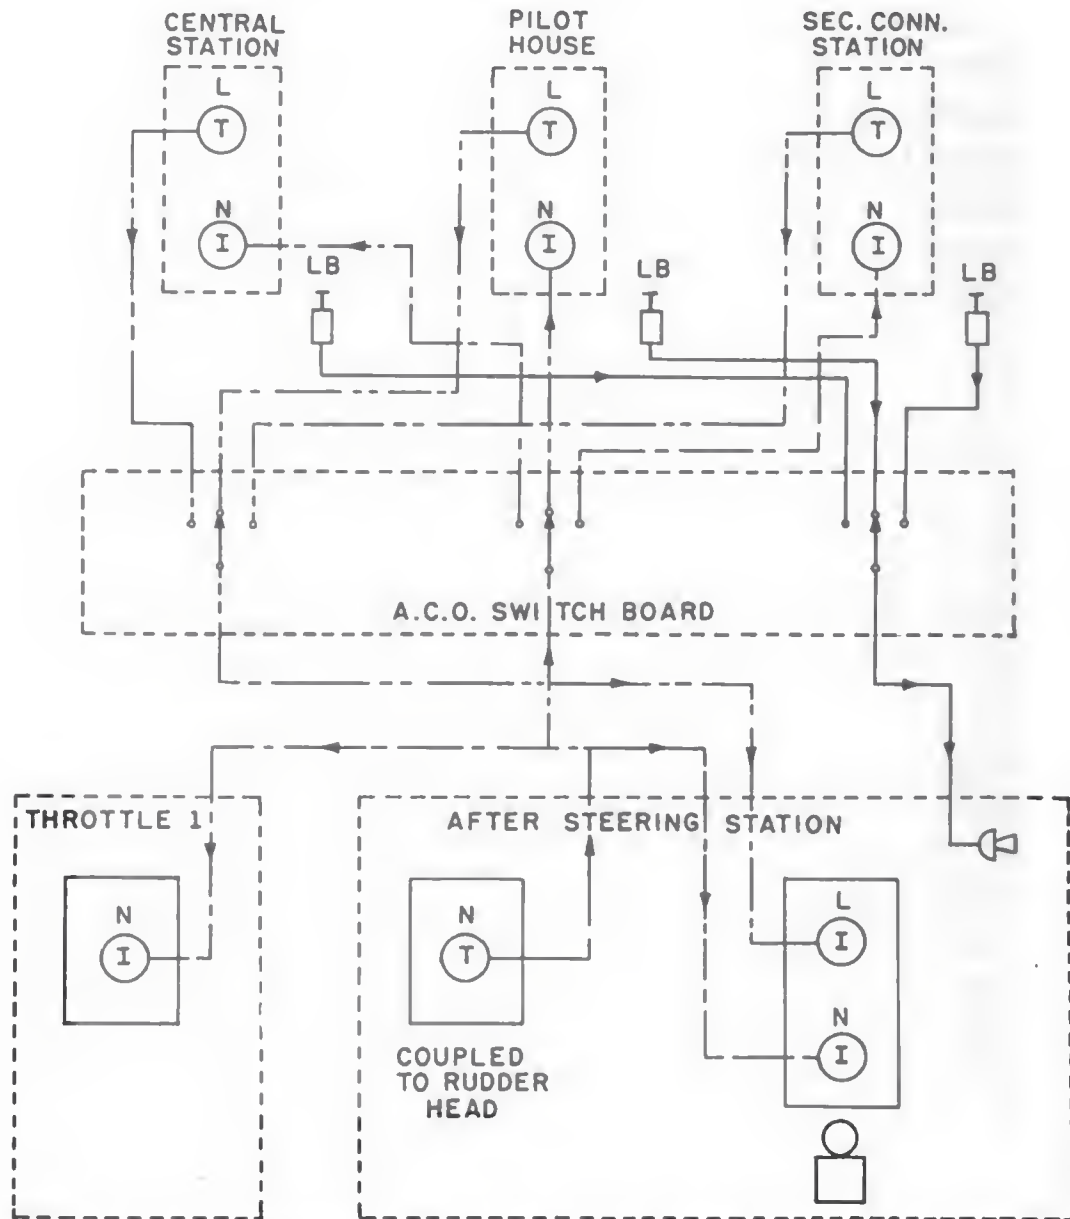 CENTRAL
STATION
PILOT
HOUSE
SEC. CONN.
STATION
L
T
N
I
L
T
N
I
L
T
N
I
LB
LB
LB
A.C.O. SWITCH BOARD
THROTTLE 1
AFTER STEERING STATION
N
I
N
T
L
I
N
I
COUPLED
TO RUDDER
HEAD